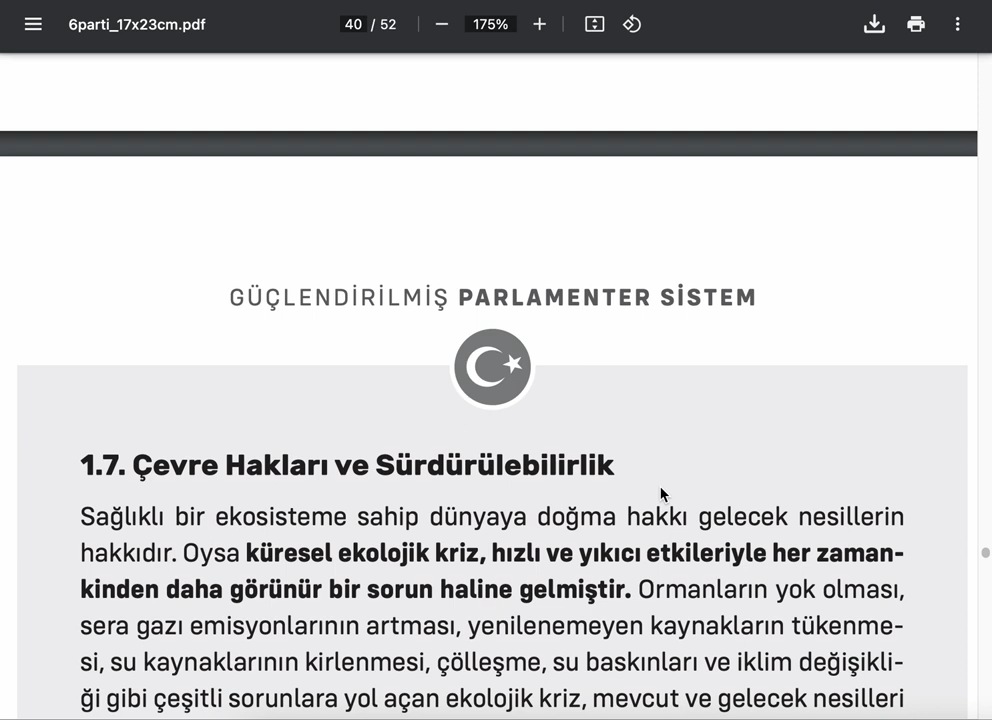 6parti_17x23cm.pdf
40 / 52
175%
GÜÇLENDİRİLMİŞ PARLAMENTER SİSTEM
1.7. Çevre Hakları ve Sürdürülebilirlik
Sağlıklı bir ekosisteme sahip dünyaya doğma hakkı gelecek nesillerin
hakkıdır. Oysa küresel ekolojik kriz, hızlı ve yıkıcı etkileriyle her zaman-
kinden daha görünür bir sorun haline gelmiştir. Ormanların yok olması,
sera gazı emisyonlarının artması, yenilenemeyen kaynakların tükenme-
si, su kaynaklarının kirlenmesi, çölleşme, su baskınları ve iklim değişikli-
ği gibi çeşitli sorunlara yol açan ekolojik kriz, mevcut ve gelecek nesilleri